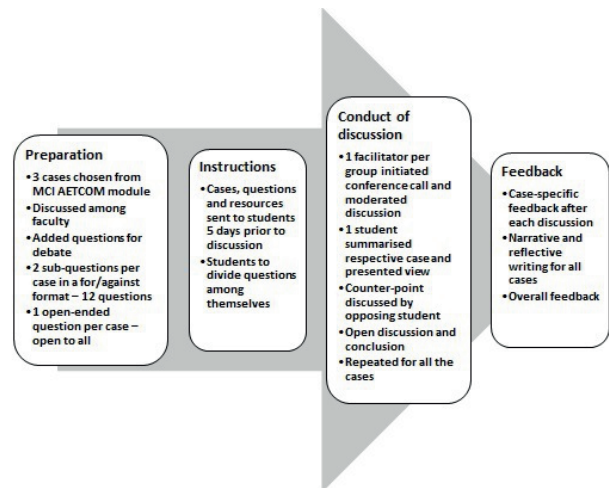 Preparation
•3 cases chosen from
MCI AETCOM module
•Discussed among
faculty
•Added questions for
debate
•2 sub-questions per
case in a for/against
format – 12 questions
•1 open-ended
question per case –
open to all
Instructions
•Cases, questions
and resources
sent to students
5 days prior to
discussion
•Students to
divide questions
among
themselves
Conduct of
discussion
•1 facilitator per
group initiated
conference call and
moderated
discussion
•1 student
summarised
respective case and
presented view
•Counter-point
discussed by
opposing student
•Open discussion and
conclusion
•Repeated for all the
cases
Feedback
•Case-specific
feedback after
each discussion
•Narrative and
reflective
writing for all
cases
•Overall feedback